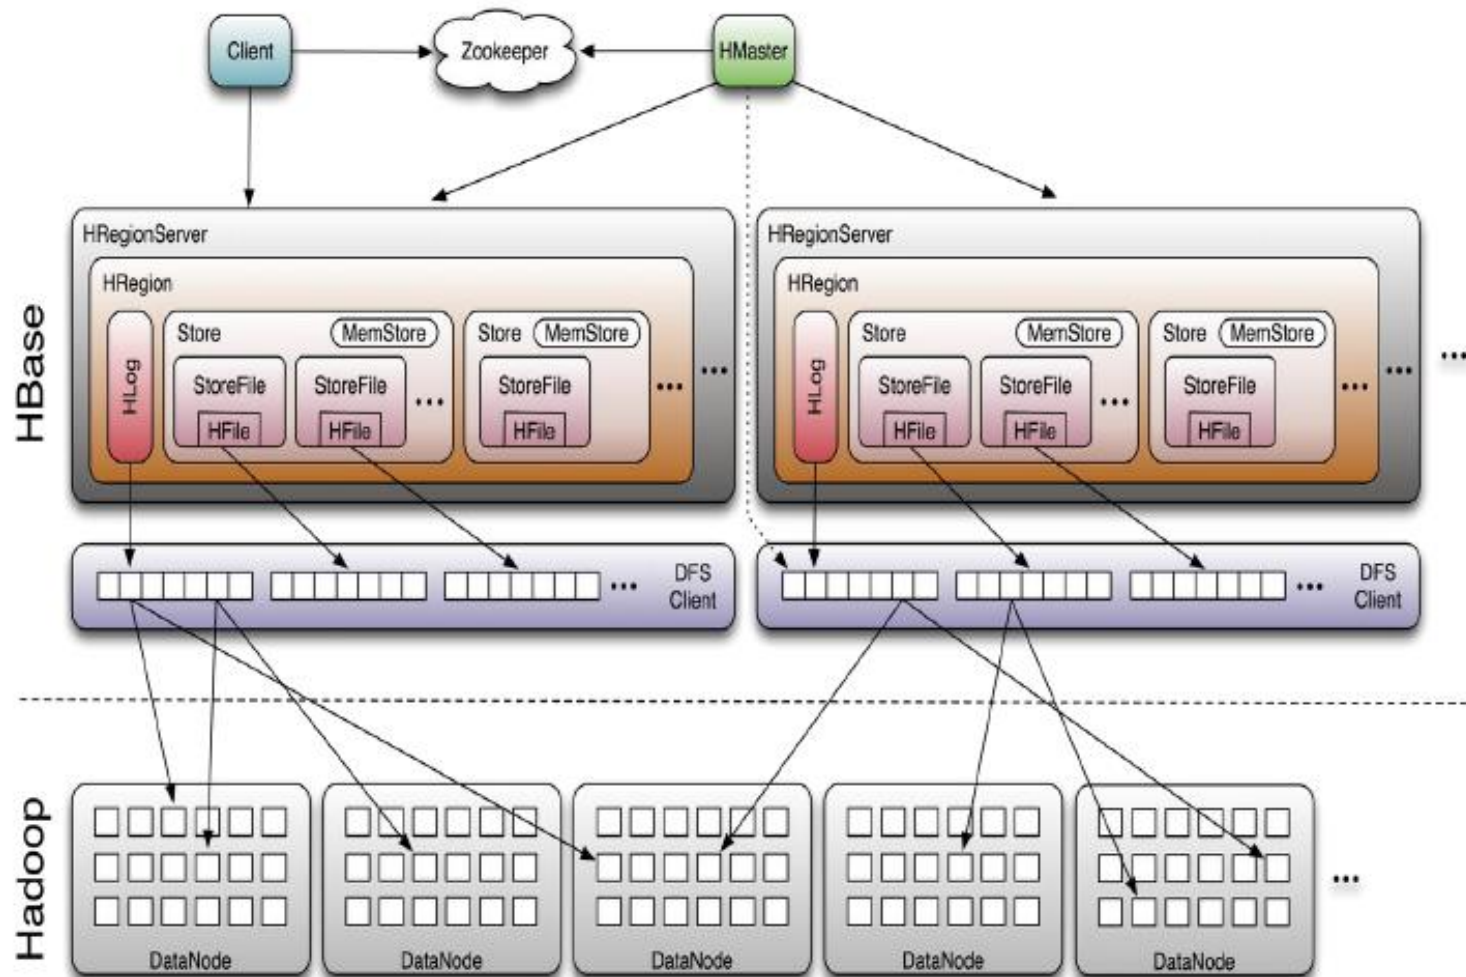 Client
Zookeeper
HMaster
HBase
HRegionServer
HRegion
HLog
Store
MemStore
StoreFile
HFile
StoreFile
HFile
...
Store
MemStore
StoreFile
HFile
...
...
HRegionServer
HRegion
HLog
Store
MemStore
StoreFile
HFile
StoreFile
HFile
...
Store
MemStore
StoreFile
HFile
...
...
...
...
DFS
Client
...
DFS
Client
Hadoop
DataNode
DataNode
DataNode
DataNode
DataNode
...